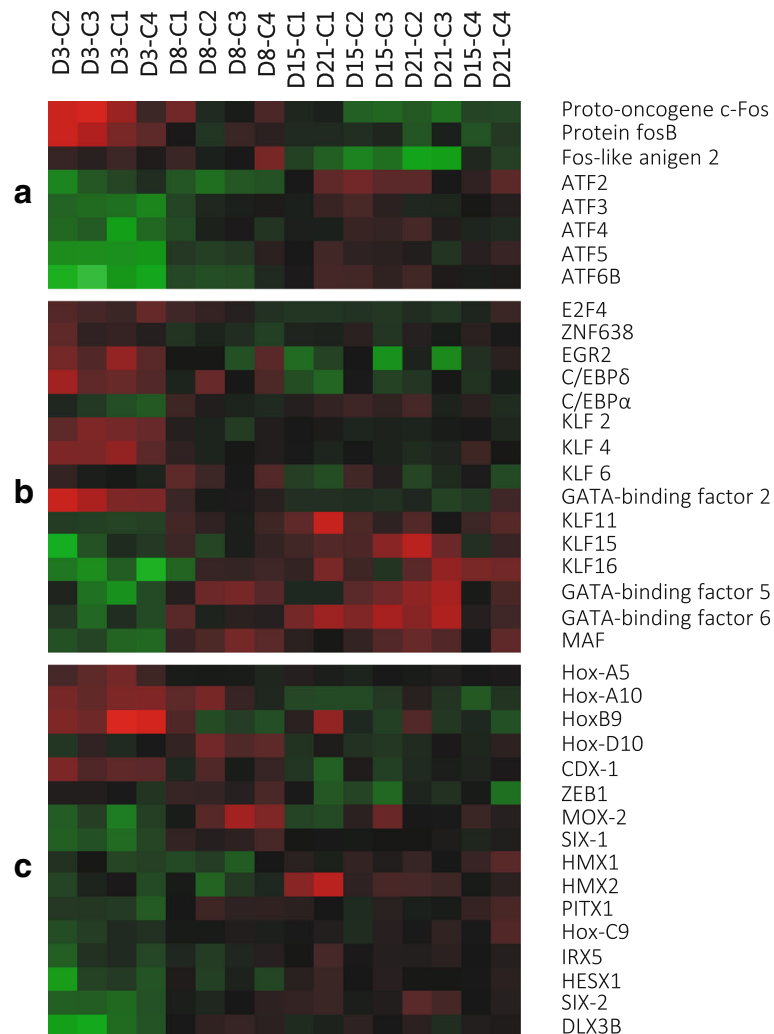 D3-C2
D3-C3
D3-C1
D3-C4
D8-C1
D8-C2
D8-C3
D8-C4
D15-C1
D21-C1
D15-C2
D15-C3
D21-C2
D21-C3
D15-C4
D21-C4
a
Proto-oncogene c-Fos
Protein fosB
Fos-like anigen 2
ATF2
ATF3
ATF4
ATF5
ATF6B
b
E2F4
ZNF638
EGR2
C/EBPδ
C/EBPα
KLF 2
KLF 4
KLF 6
GATA-binding factor 2
KLF11
KLF15
KLF16
GATA-binding factor 5
GATA-binding factor 6
MAF
c
Hox-A5
Hox-A10
HoxB9
Hox-D10
CDX-1
ZEB1
MOX-2
SIX-1
HMX1
HMX2
PITX1
Hox-C9
IRX5
HESX1
SIX-2
DLX3B